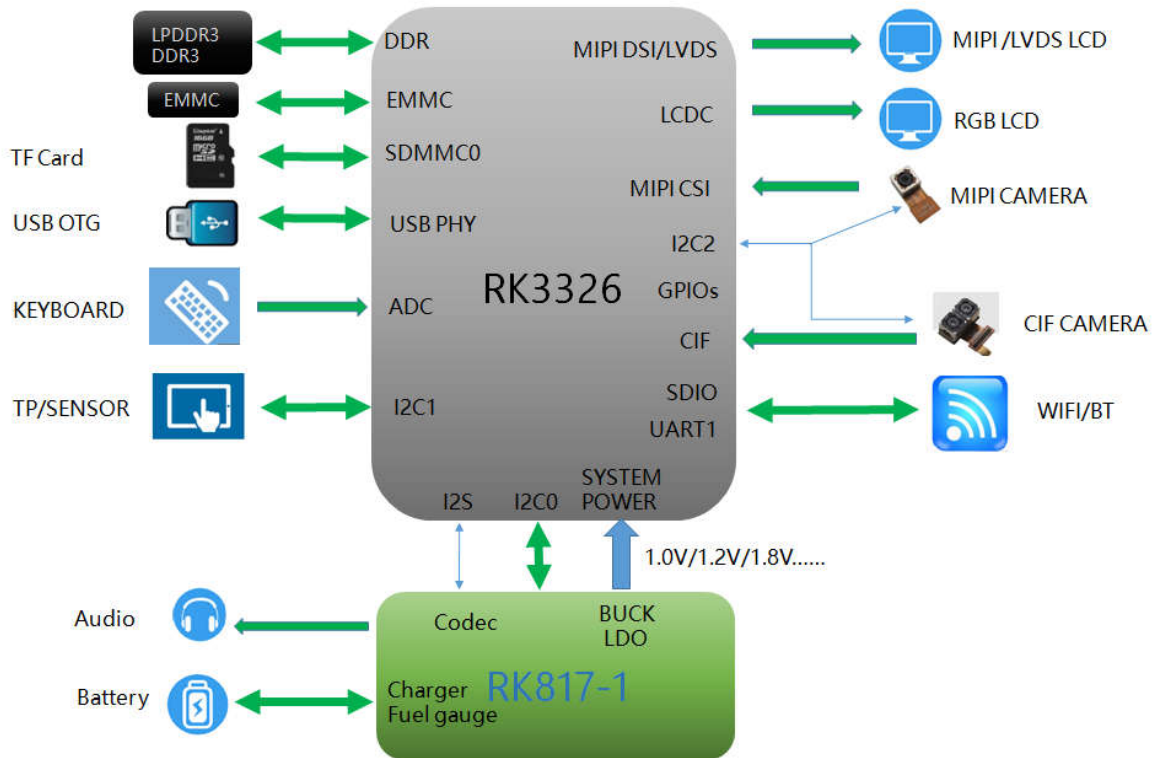 LPDDR3
DDR3
DDR
MIPI DSI/LVDS
MIPI /LVDS LCD
EMMC
EMMC
LCDC
RGB LCD
TF Card
SDMMC0
MIPI CSI
MIPI CAMERA
USB OTG
USB PHY
I2C2
RK3326
GPIOs
KEYBOARD
ADC
CIF
CIF CAMERA
TP/SENSOR
I2C1
SDIO
UART1
WIFI/BT
SYSTEM
POWER
I2S
I2C0
1.0V/1.2V/1.8V......
Audio
Codec
BUCK
LDO
Battery
Charger
Fuel gauge
RK817-1